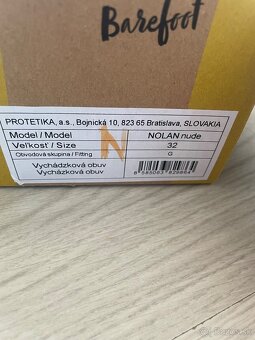 Barefoot
PROTETIKA, a.s., Bojnická 10, 823 65 Bratislava, SLOVAKIA
Model / Model NOLAN nude
Veľkosť / Size 32
Obvodová skupina / Fitting G
N
Vychádzková obuv
Vycházková obuv